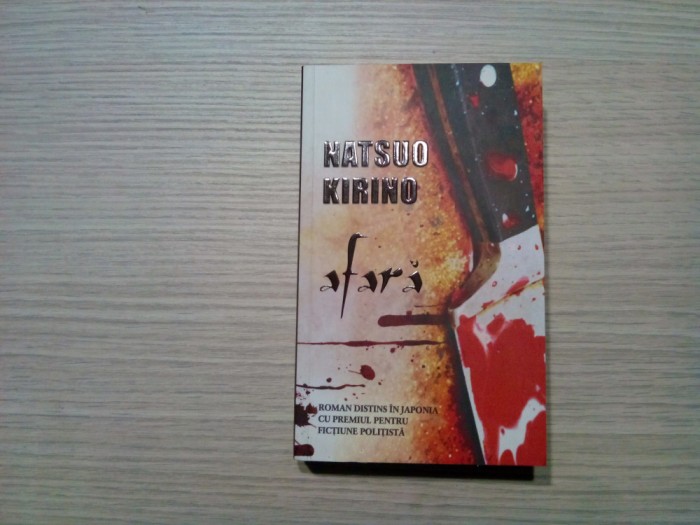 NATSUO
KIRINO
afară
ROMAN DISTINS ÎN JAPONIA
CU PREMIUL PENTRU
FICȚIUNE POLIȚISTĂ